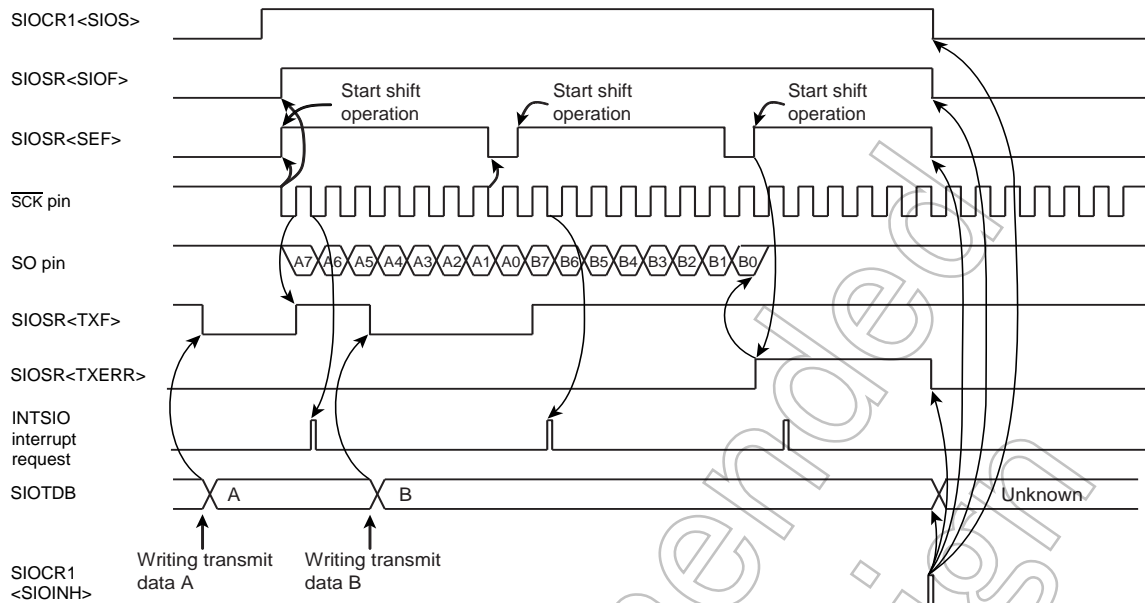 SIOCR1<SIOS>
SIOSR<SIOF>
Start shift
operation
Start shift
operation
Start shift
operation
SIOSR<SEF>
SCK pin
SO pin
A7 A6 A5 A4 A3 A2 A1 A0 B7 B6 B5 B4 B3 B2 B1 B0
SIOSR<TXF>
SIOSR<TXERR>
INTSIO
interrupt
request
SIOTDB
A
B
Unknown
Writing transmit
data A
Writing transmit
data B
SIOCR1
<SIOINH>